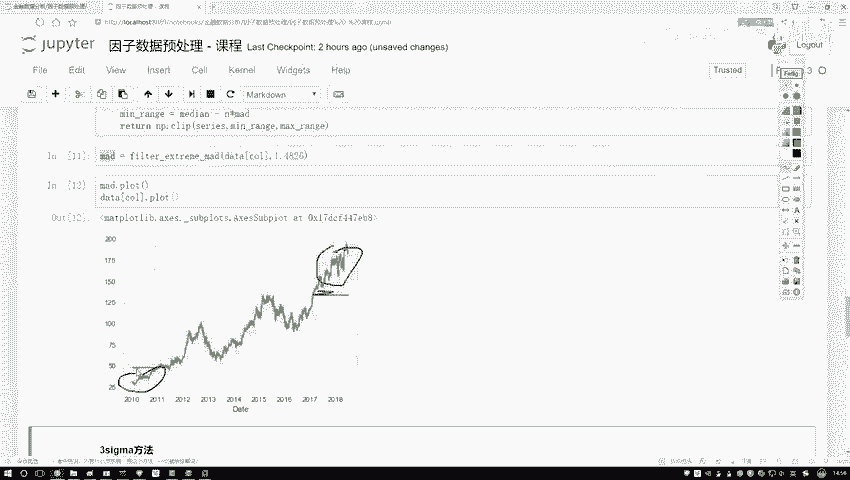 jupyter 因子数据预处理 - 课程 Last Checkpoint: 2 hours ago (unsaved changes)
Logout
File Edit View Insert Cell Kernel Widgets Help
Trusted
Markdown
min_range = median - n*mad
return np.clip(series,min_range,max_range)
In [11]: mad = filter_extreme_mad(data[col],1.4826)
mad.plot()
data[col].plot()
<matplotlib.axes._subplots.AxesSubplot at 0x17dcf447eb8>
200
175
150
125
100
75
50
25
2010 2011 2012 2013 2014 2015 2016 2017 2018
Date
3sigma方法
14:56